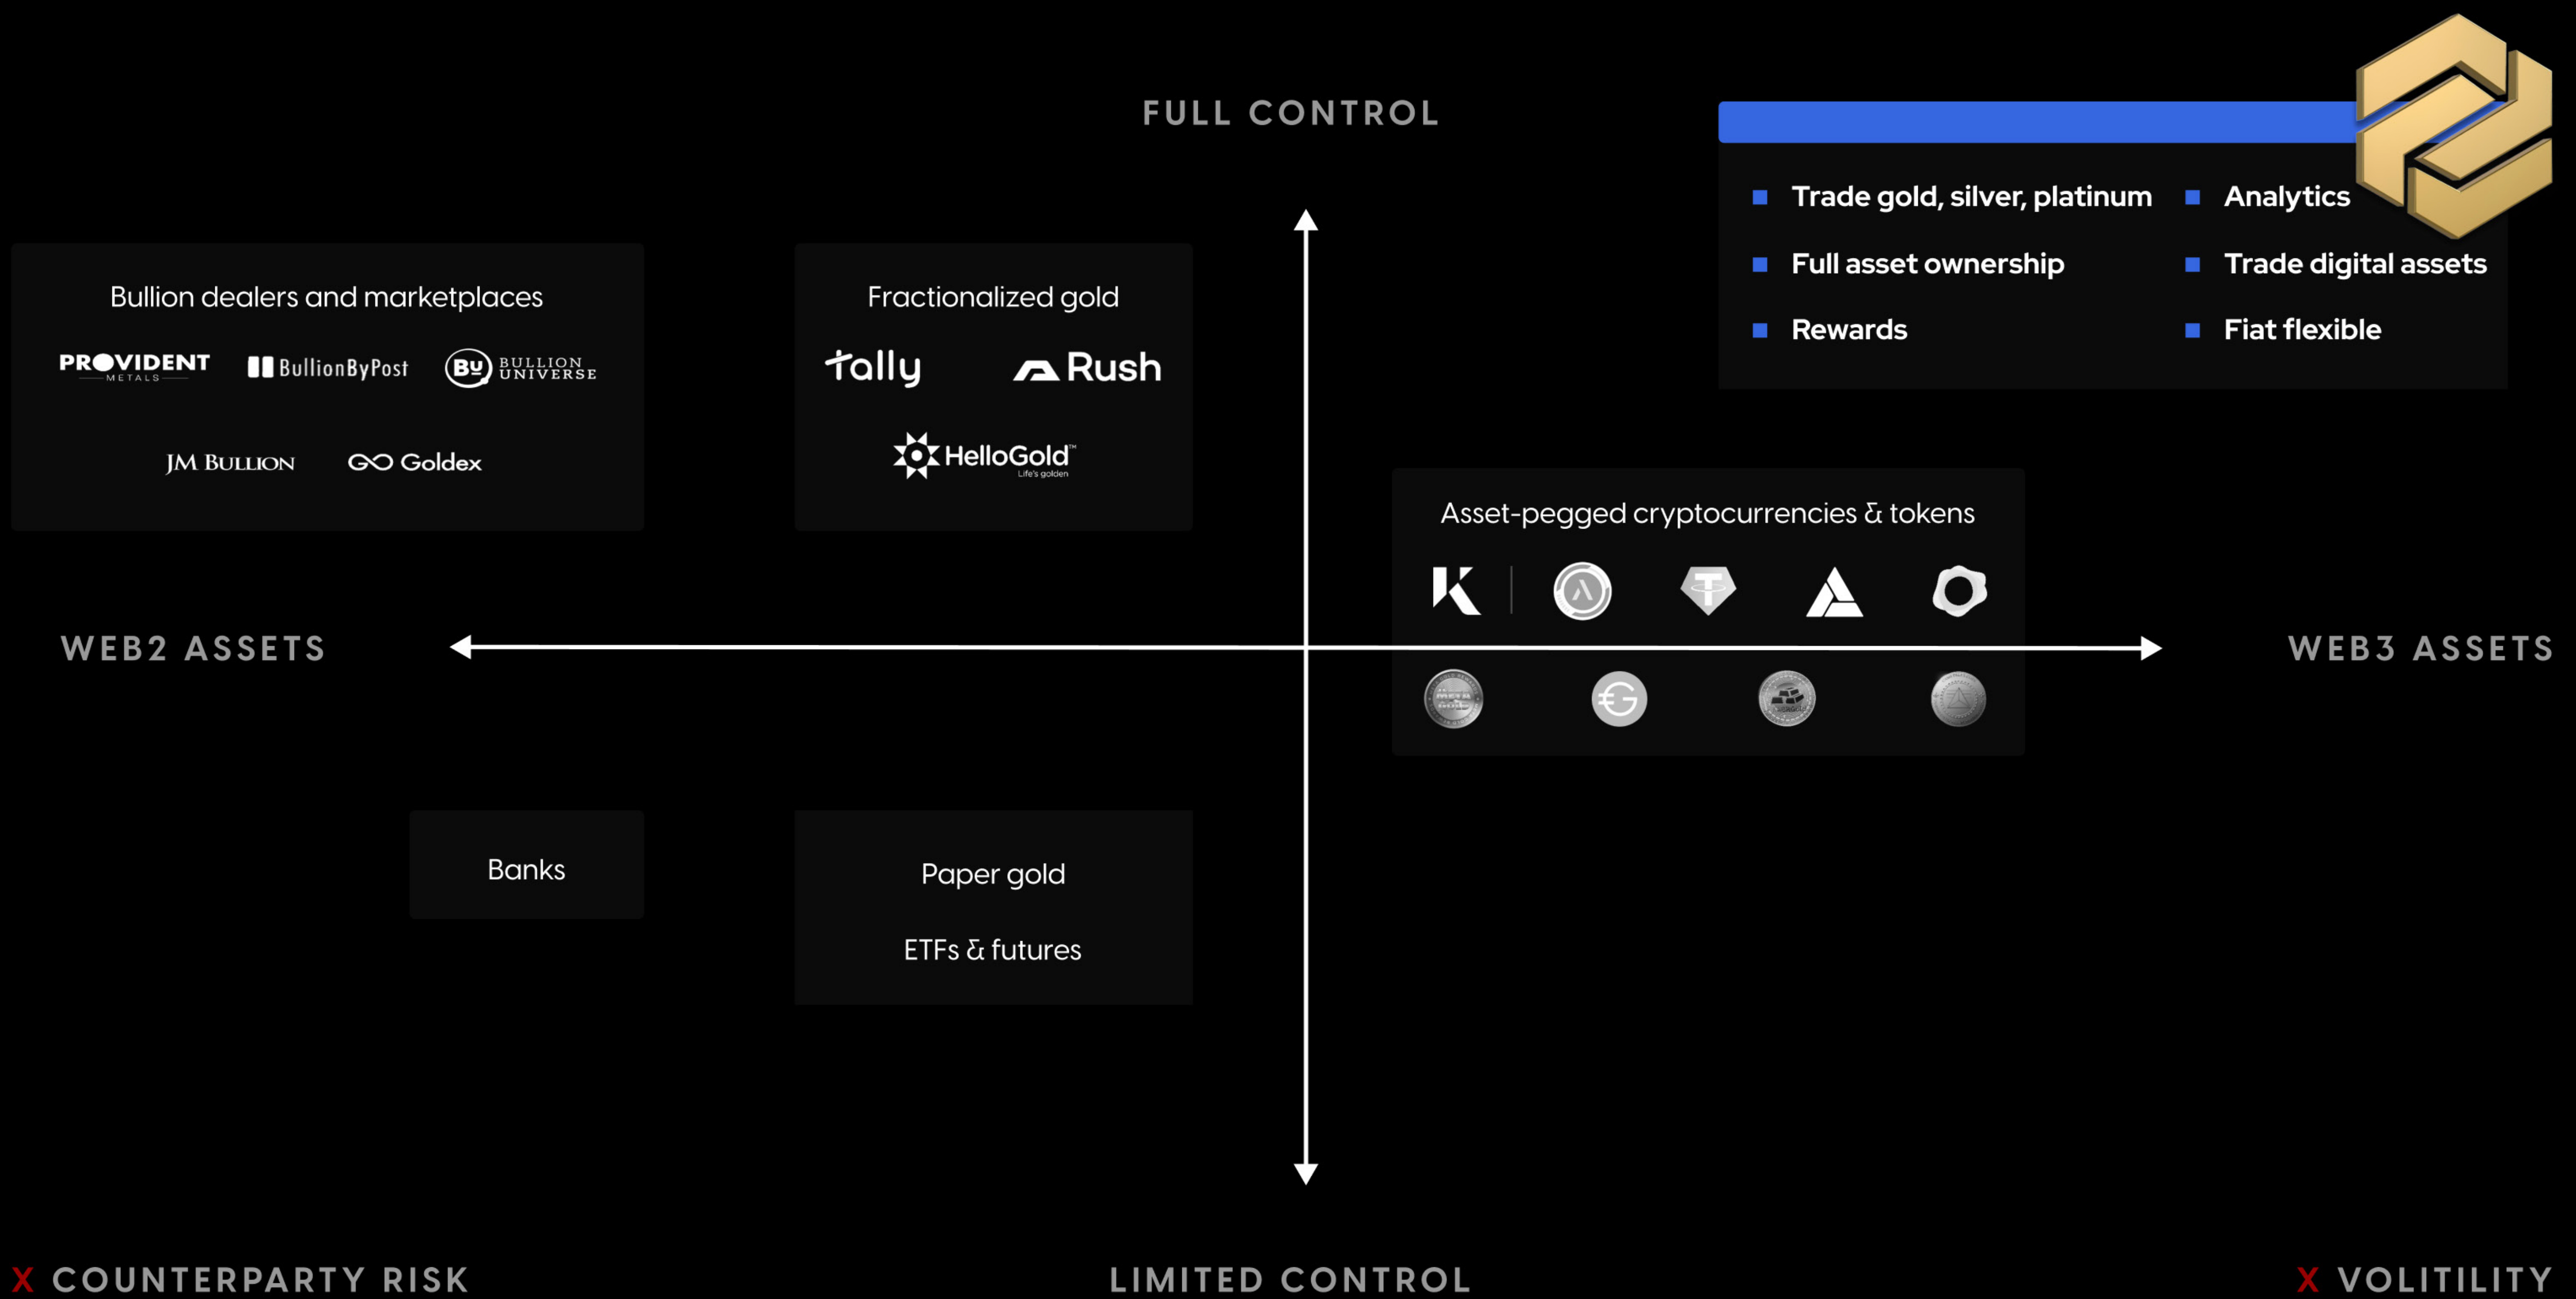 FULL CONTROL
Trade gold, silver, platinum
Analytics
Full asset ownership
Trade digital assets
Rewards
Fiat flexible
Bullion dealers and marketplaces
PROVIDENT
METALS
BullionByPost
BU
BULLION
UNIVERSE
JM BULLION
Goldex
Fractionalized gold
tally
Rush
HelloGold™
Life's golden
Asset-pegged cryptocurrencies & tokens
WEB2 ASSETS
WEB3 ASSETS
Banks
Paper gold
ETFs & futures
X COUNTERPARTY RISK
LIMITED CONTROL
X VOLITILITY